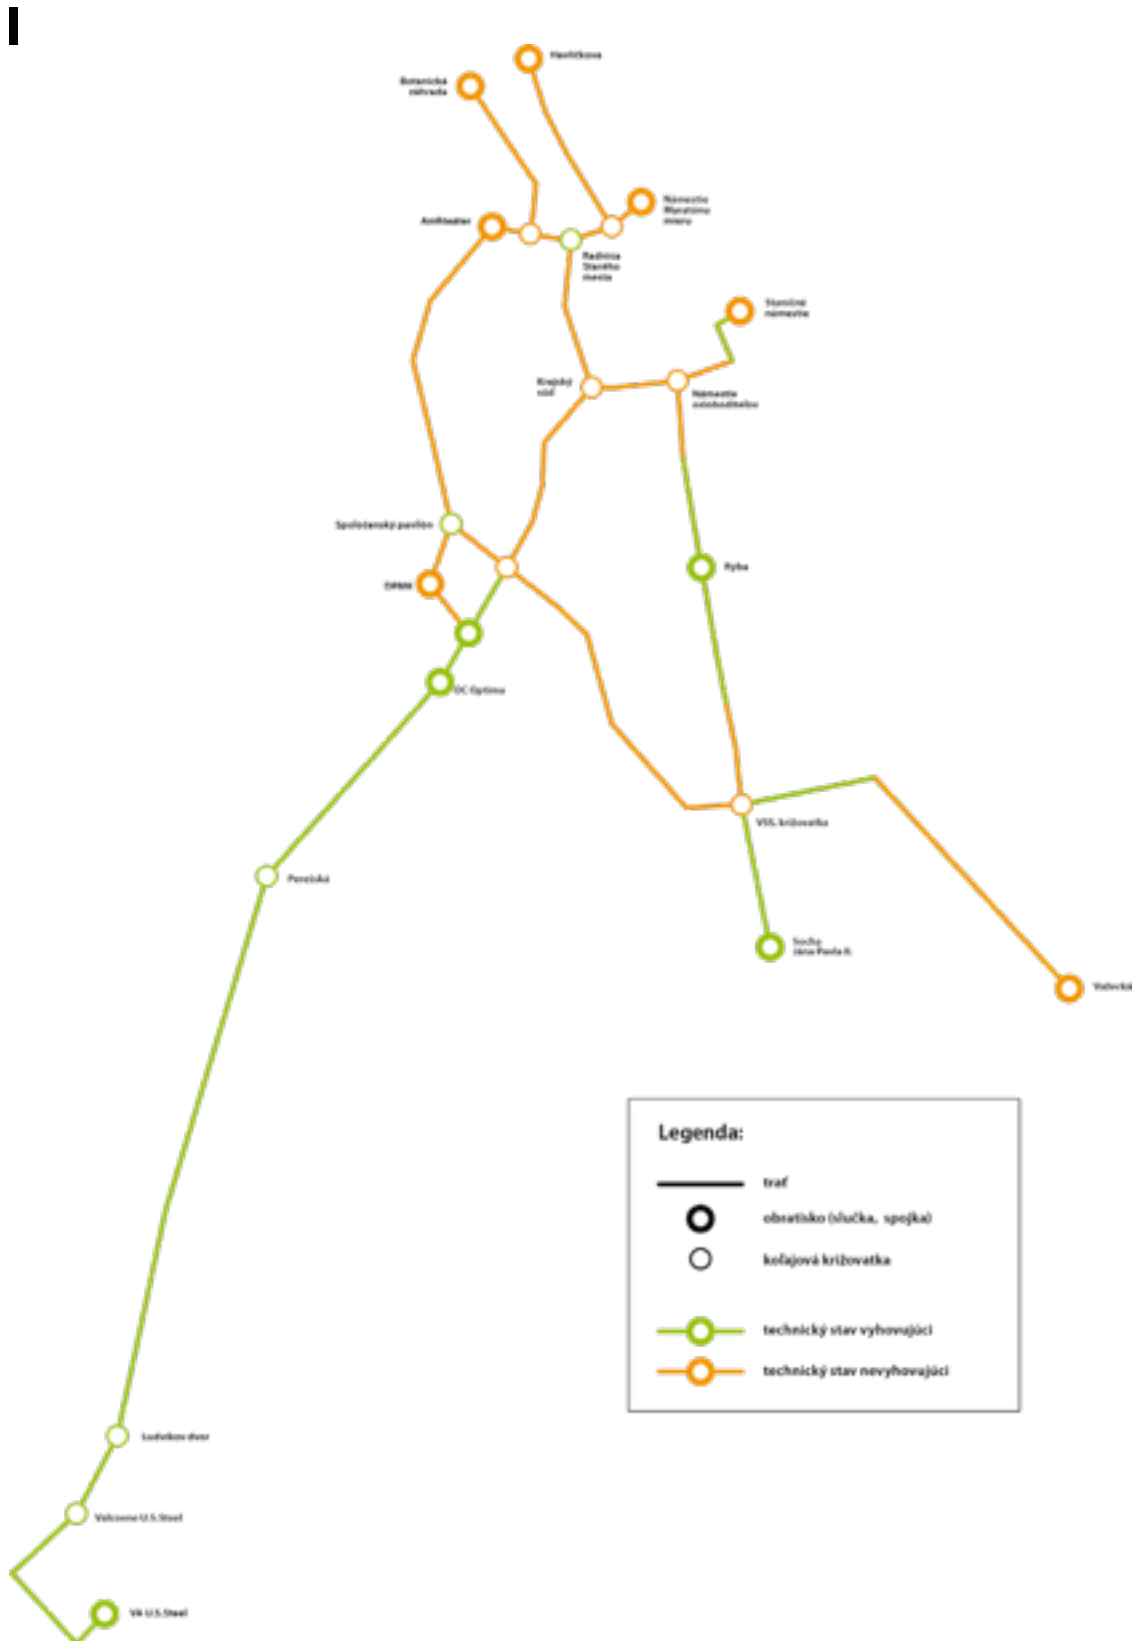 Havlíčkova
Botanická
záhrada
Námestie
Maratónu
mieru
Amfiteáter
Radnica
Starého
mesta
Staničné
námestie
Krajský
súd
Námestie
osloboditeľov
Spoločenský pavilón
Ryba
DPMK
OC Optima
VSS. križovatka
Perešská
Socha
Jána Pavla II.
Važecká
Legenda:
trať
obratisko (slučka, spojka)
koľajová križovatka
technický stav vyhovujúci
technický stav nevyhovujúci
Ludvíkov dvor
Valcovne U.S.Steel
VA U.S.Steel